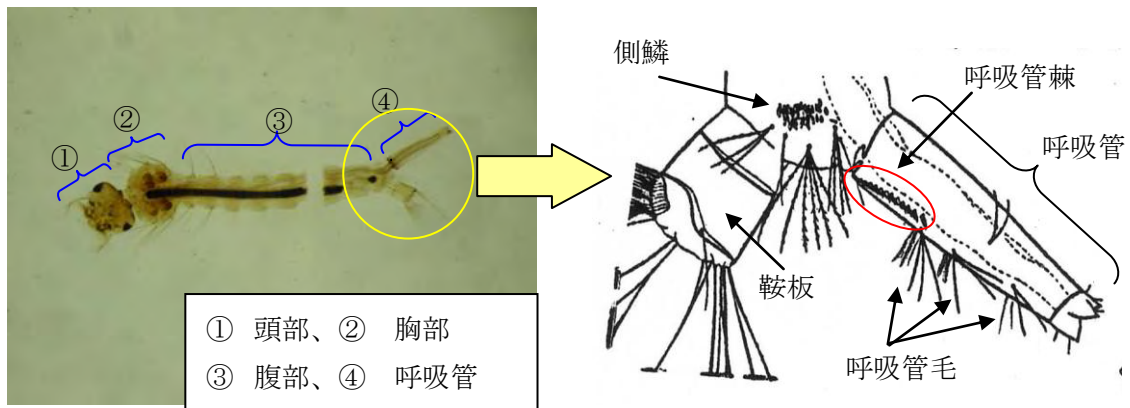 ①
②
③
④
① 頭部、② 胸部
③ 腹部、④ 呼吸管
側鱗
呼吸管棘
呼吸管
鞍板
呼吸管毛